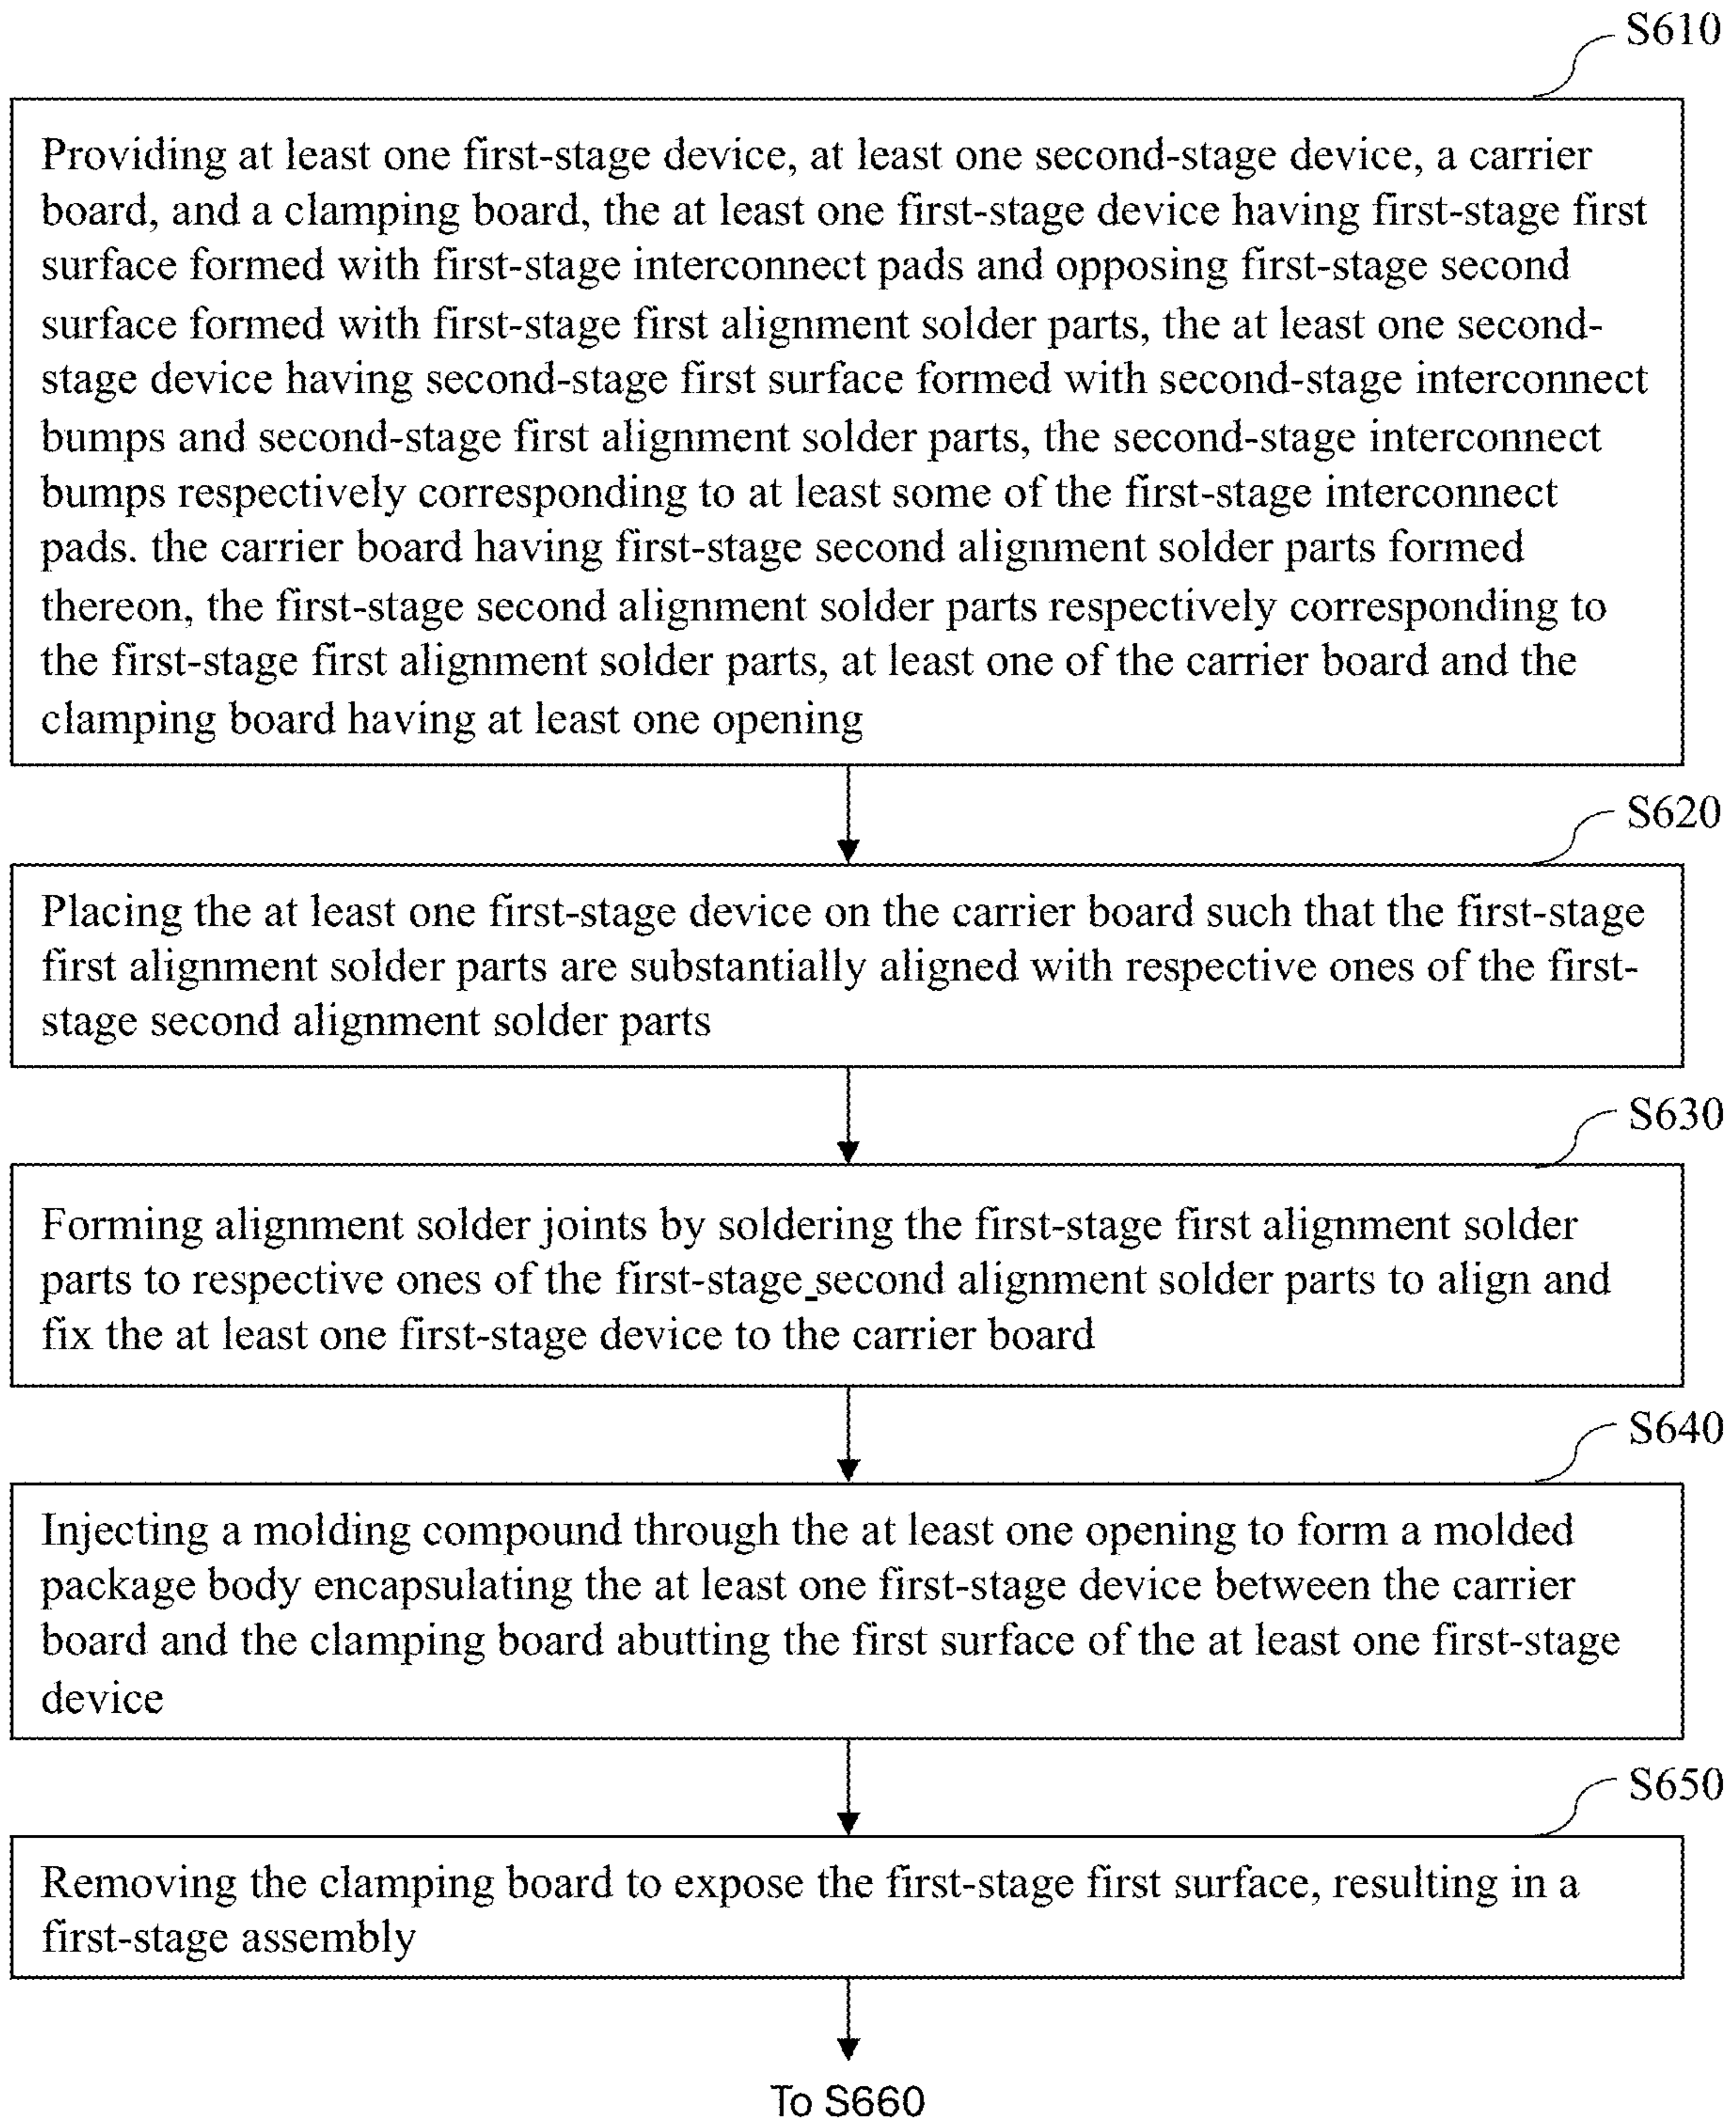 S610
Providing at least one first-stage device, at least one second-stage device, a carrier
board, and a clamping board, the at least one first-stage device having first-stage first
surface formed with first-stage interconnect pads and opposing first-stage second
surface formed with first-stage first alignment solder parts, the at least one second-
stage device having second-stage first surface formed with second-stage interconnect
bumps and second-stage first alignment solder parts, the second-stage interconnect
bumps respectively corresponding to at least some of the first-stage interconnect
pads. the carrier board having first-stage second alignment solder parts formed
thereon, the first-stage second alignment solder parts respectively corresponding to
the first-stage first alignment solder parts, at least one of the carrier board and the
clamping board having at least one opening
S620
Placing the at least one first-stage device on the carrier board such that the first-stage
first alignment solder parts are substantially aligned with respective ones of the first-
stage second alignment solder parts
S630
Forming alignment solder joints by soldering the first-stage first alignment solder
parts to respective ones of the first-stage second alignment solder parts to align and
fix the at least one first-stage device to the carrier board
S640
Injecting a molding compound through the at least one opening to form a molded
package body encapsulating the at least one first-stage device between the carrier
board and the clamping board abutting the first surface of the at least one first-stage
device
S650
Removing the clamping board to expose the first-stage first surface, resulting in a
first-stage assembly
To S660